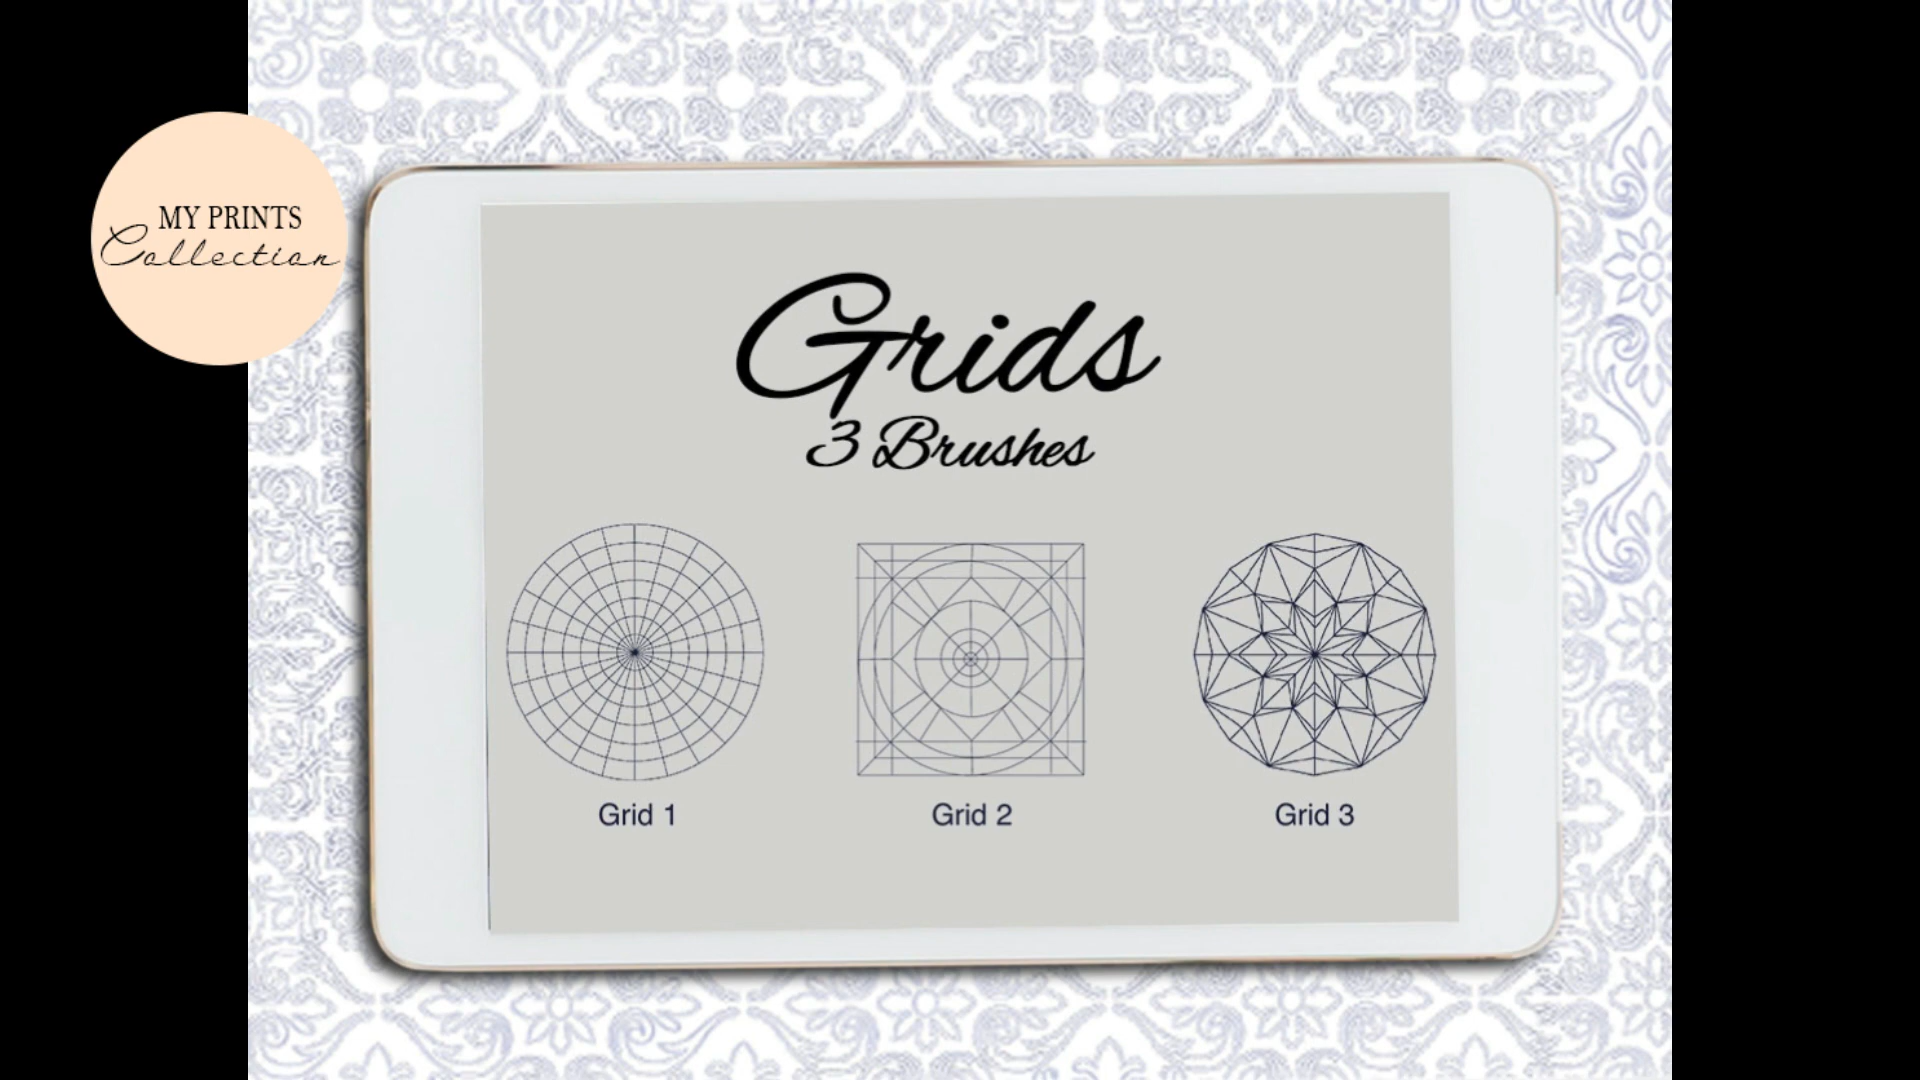 MY PRINTS
Collection
Grids
3 Brushes
Grid 1
Grid 2
Grid 3